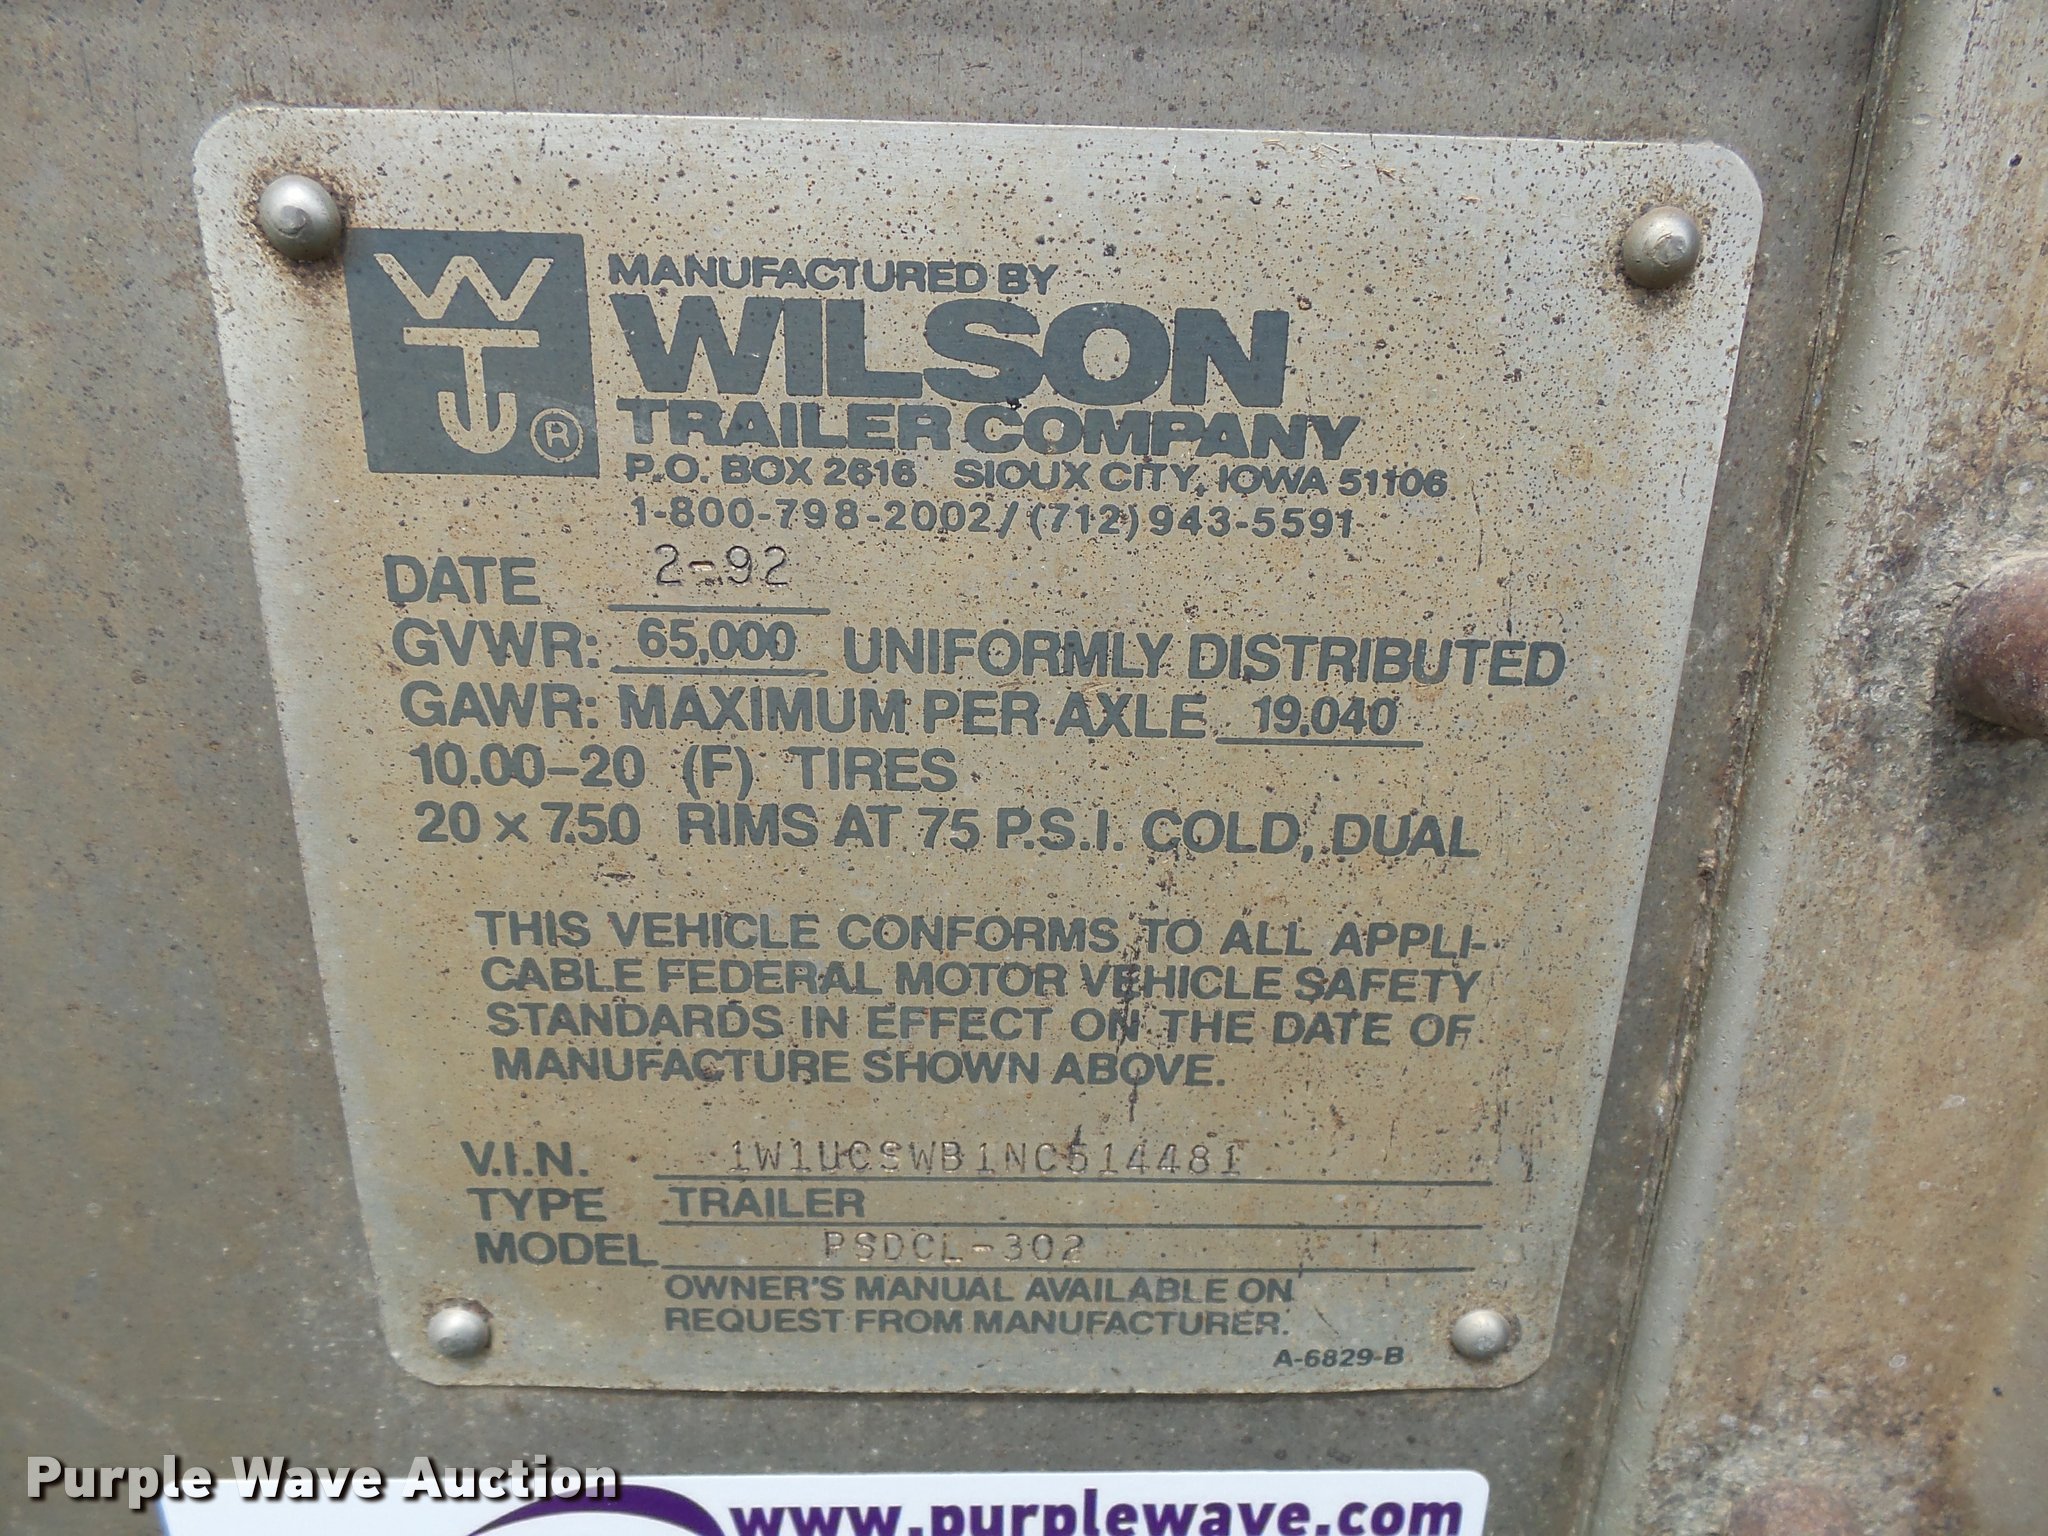 WTC ®
MANUFACTURED BY
WILSON
TRAILER COMPANY
P.O. BOX 2616 SIOUX CITY, IOWA 51106
1-800-798-2002/(712)943-5591
DATE 2-92
GVWR: 65,000 UNIFORMLY DISTRIBUTED
GAWR: MAXIMUM PER AXLE 19,040
10.00-20 (F) TIRES
20 x 7.50 RIMS AT 75 P.S.I. COLD, DUAL
THIS VEHICLE CONFORMS TO ALL APPLI-
CABLE FEDERAL MOTOR VEHICLE SAFETY
STANDARDS IN EFFECT ON THE DATE OF
MANUFACTURE SHOWN ABOVE.
V.I.N. 1W1UCSWB1NC514481
TYPE TRAILER
MODEL PSDCL-302
OWNER'S MANUAL AVAILABLE ON
REQUEST FROM MANUFACTURER.
A-6829-B
Purple Wave Auction
www.purplewave.com